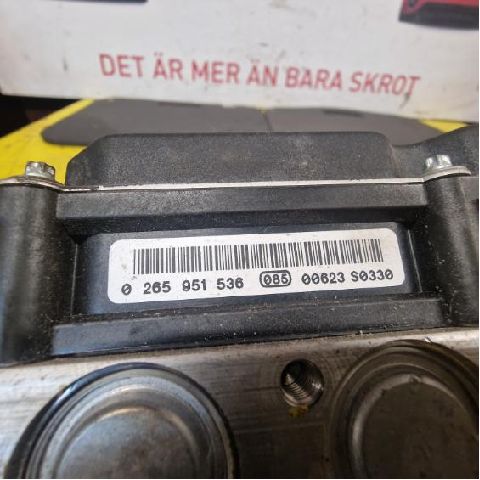 DET ÄR MER ÄN BARA SKROT
0 265 951 536 085 00623 S0330